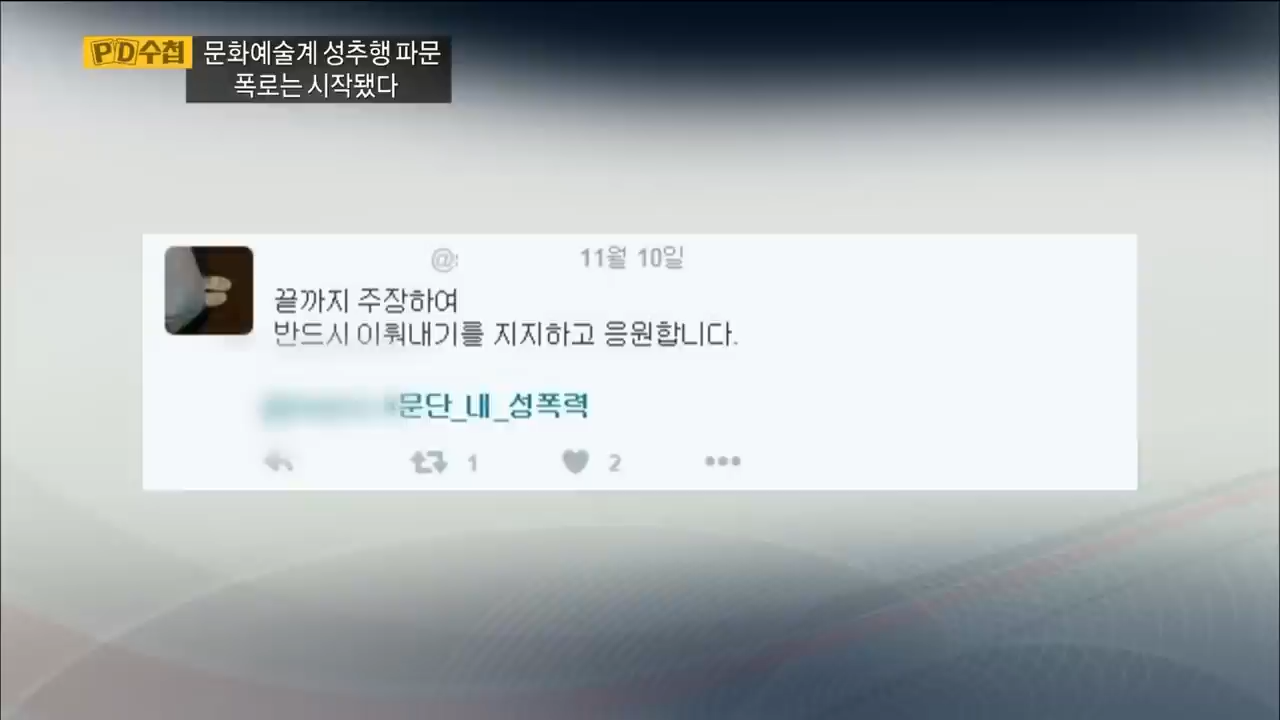 PD수첩
문화예술계 성추행 파문
폭로는 시작됐다
@
11월 10일
끝까지 주장하여
반드시 이뤄내기를 지지하고 응원합니다.
문단_내_성폭력
1
2